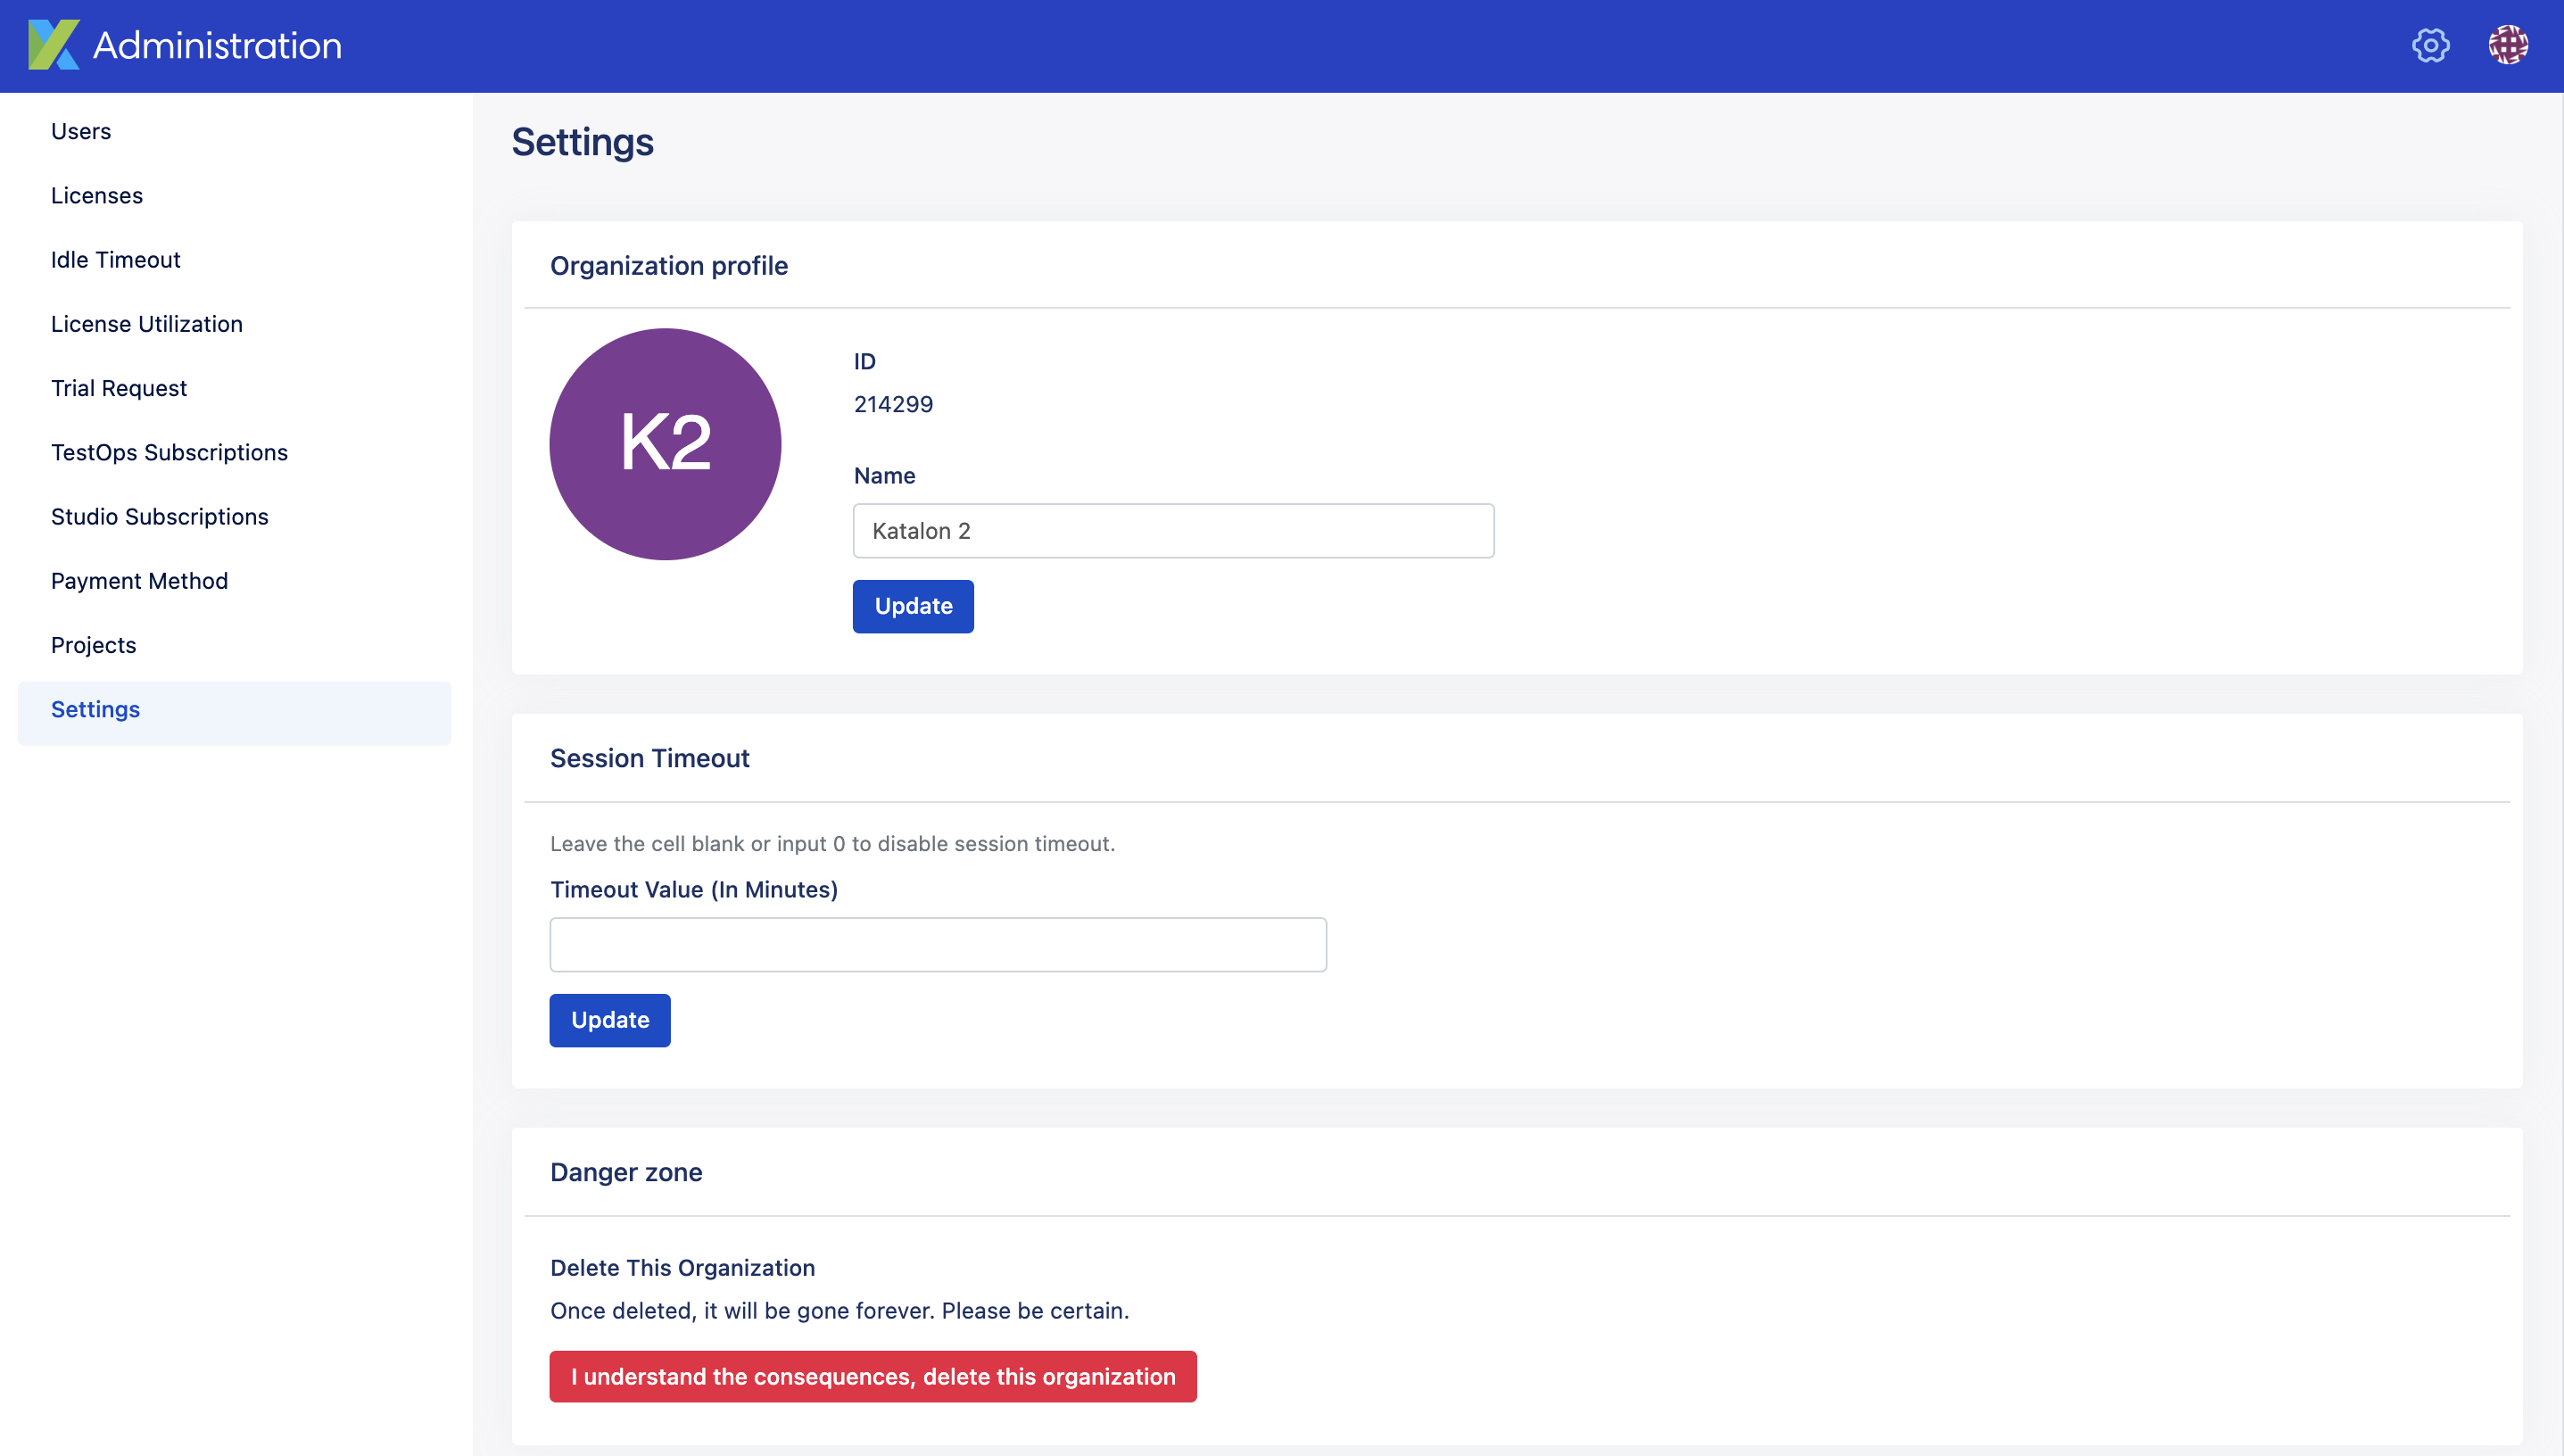 Administration
Users
Licenses
Idle Timeout
License Utilization
Trial Request
TestOps Subscriptions
Studio Subscriptions
Payment Method
Projects
Settings
Settings
Organization profile
K2
ID
214299
Name
Katalon 2
Update
Session Timeout
Leave the cell blank or input 0 to disable session timeout.
Timeout Value (In Minutes)
Update
Danger zone
Delete This Organization
Once deleted, it will be gone forever. Please be certain.
I understand the consequences, delete this organization